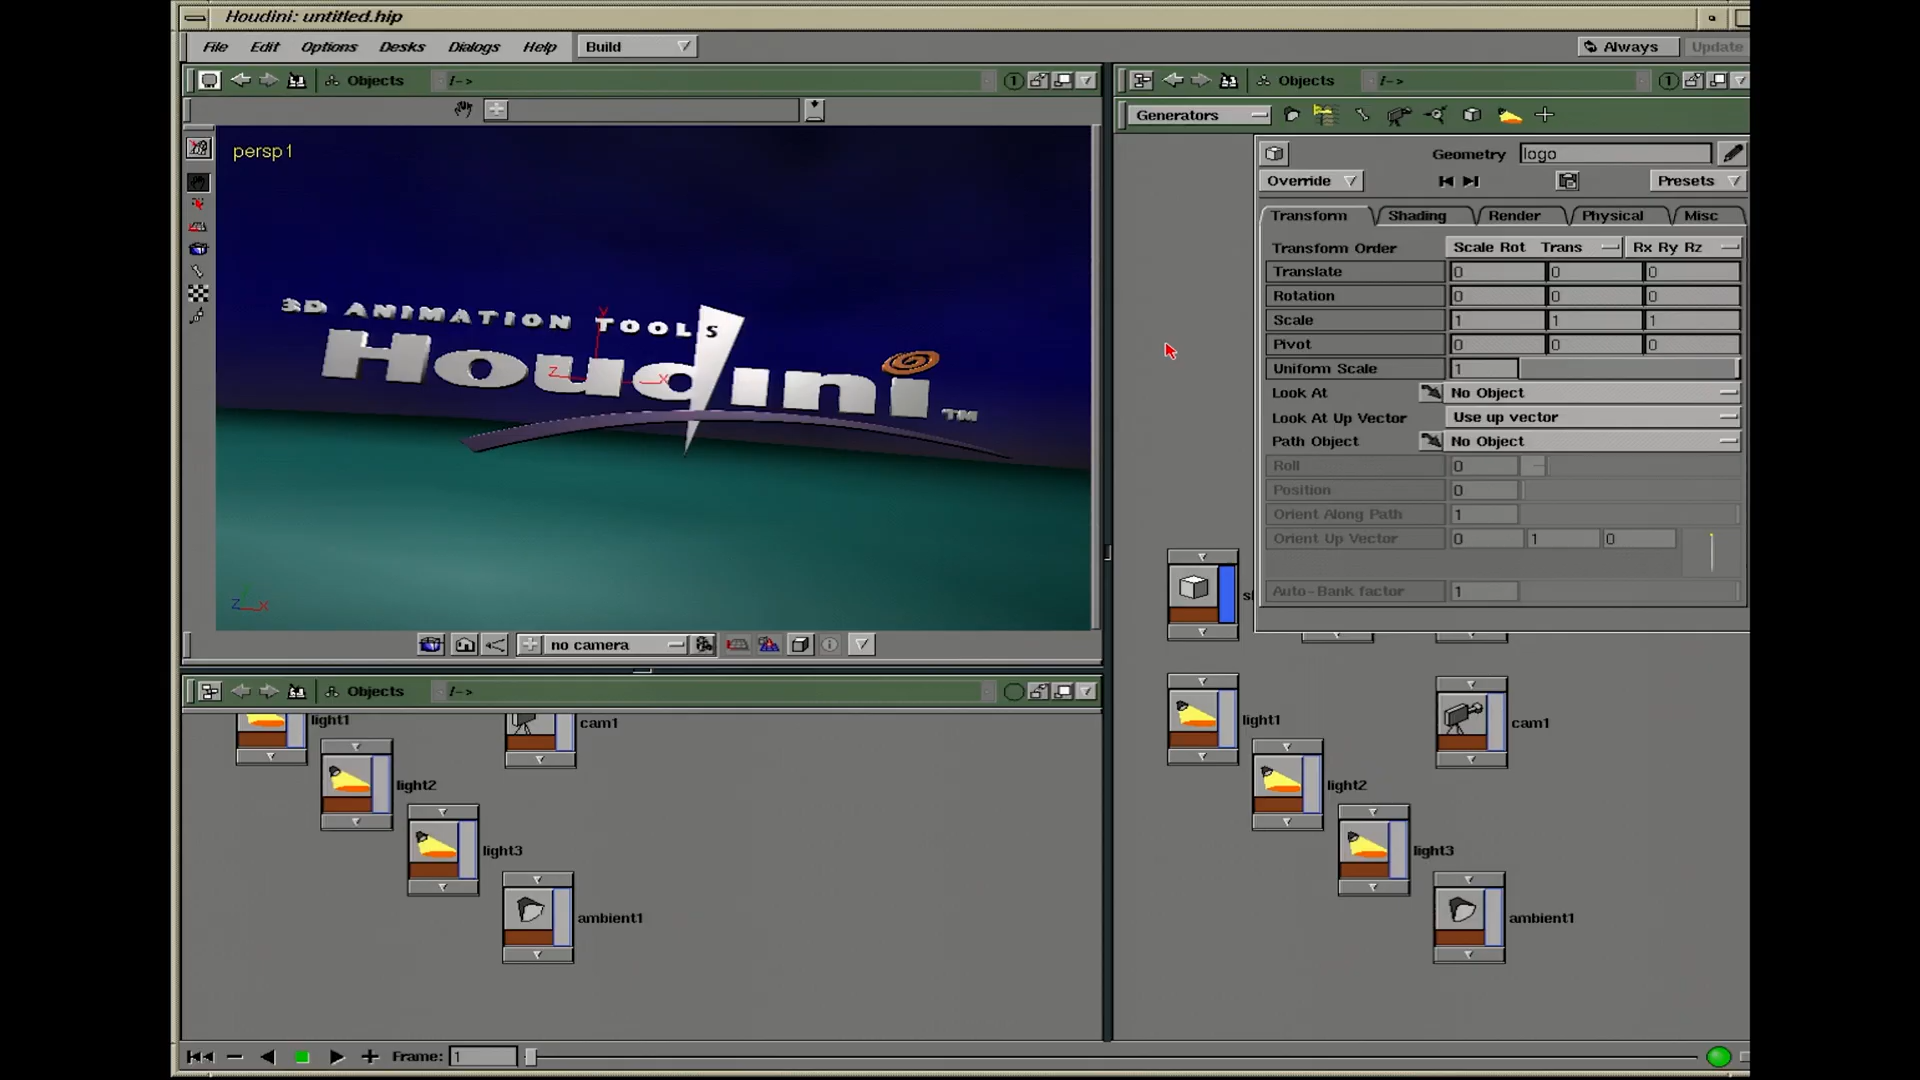 Houdini: untitled.hip
File Edit Options Desks Dialogs Help Build Always Update
Objects /-> 1
persp1
Y
Z X
3D ANIMATION TOOLS
Houdini™
Z X
no camera
Objects /->
light1
cam1
light2
light3
ambient1
Objects /-> 1
Generators
Geometry logo
Override Presets
Transform Shading Render Physical Misc
Transform Order Scale Rot Trans Rx Ry Rz
Translate 0 0 0
Rotation 0 0 0
Scale 1 1 1
Pivot 0 0 0
Uniform Scale 1
Look At No Object
Look At Up Vector Use up vector
Path Object No Object
Roll 0
Position 0
Orient Along Path 1
Orient Up Vector 0 1 0
Auto-Bank factor 1
light1
cam1
light2
light3
ambient1
Frame: 1